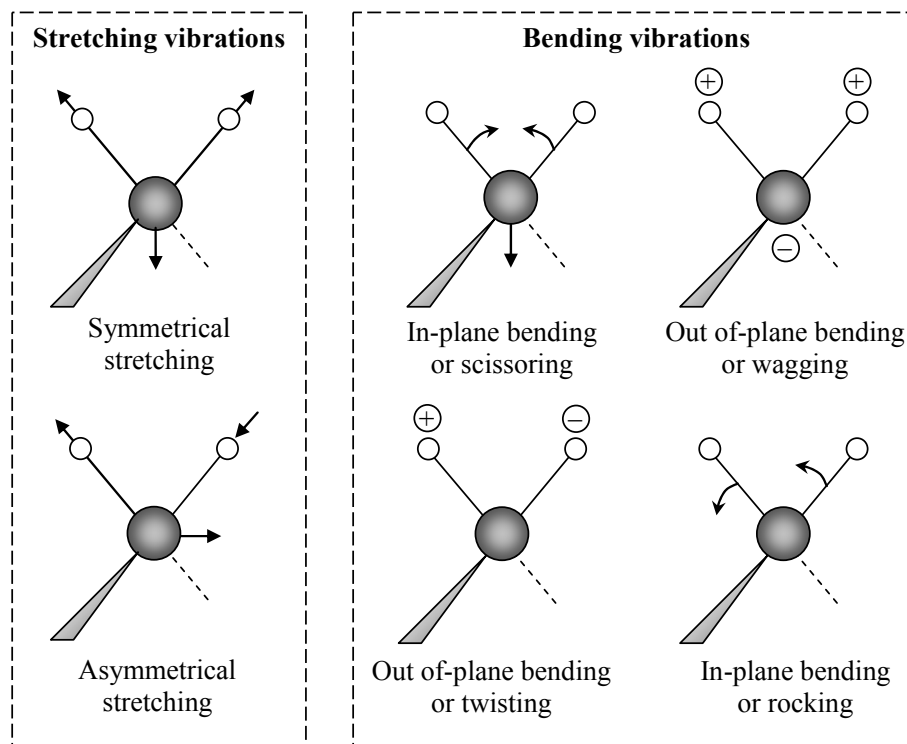 Stretching vibrations
Symmetrical
stretching
Asymmetrical
stretching
Bending vibrations
+
+
−
In-plane bending
or scissoring
Out of-plane bending
or wagging
+
−
Out of-plane bending
or twisting
In-plane bending
or rocking